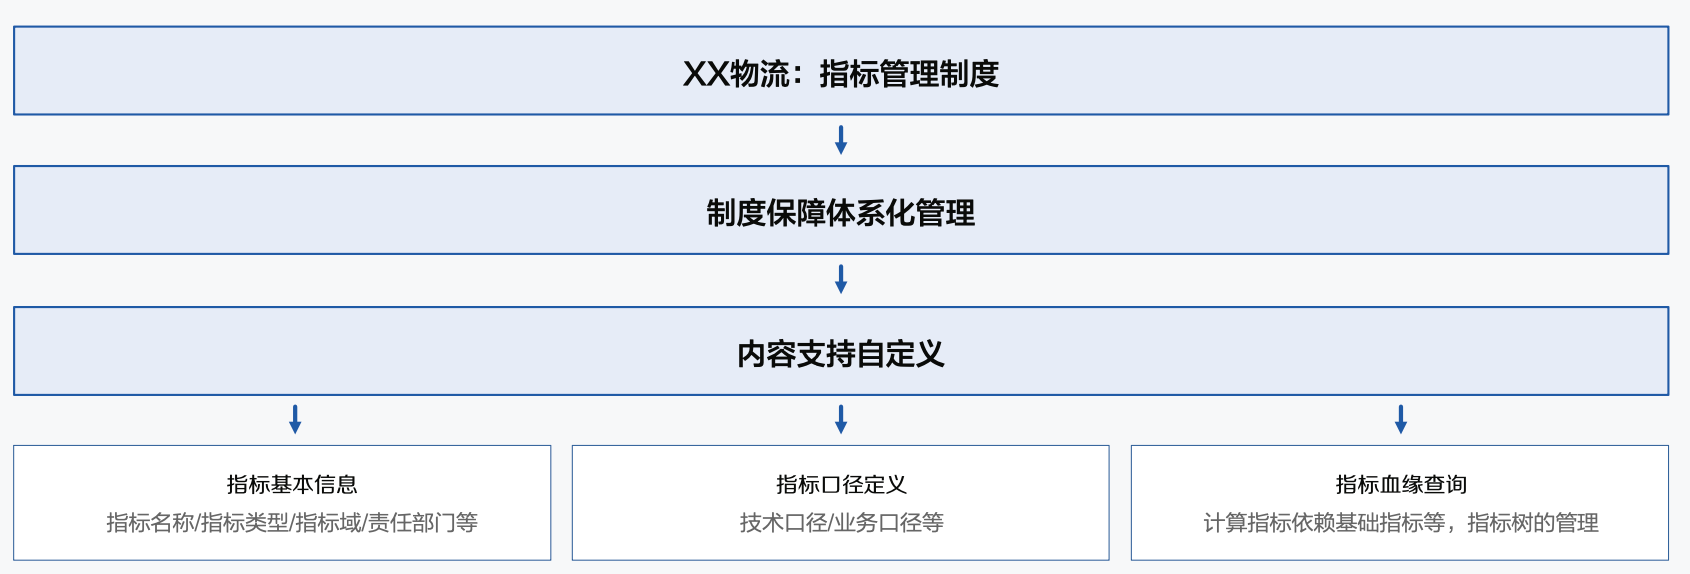 XX物流：指标管理制度
制度保障体系化管理
内容支持自定义
指标基本信息
指标名称/指标类型/指标域/责任部门等
指标口径定义
技术口径/业务口径等
指标血缘查询
计算指标依赖基础指标等，指标树的管理